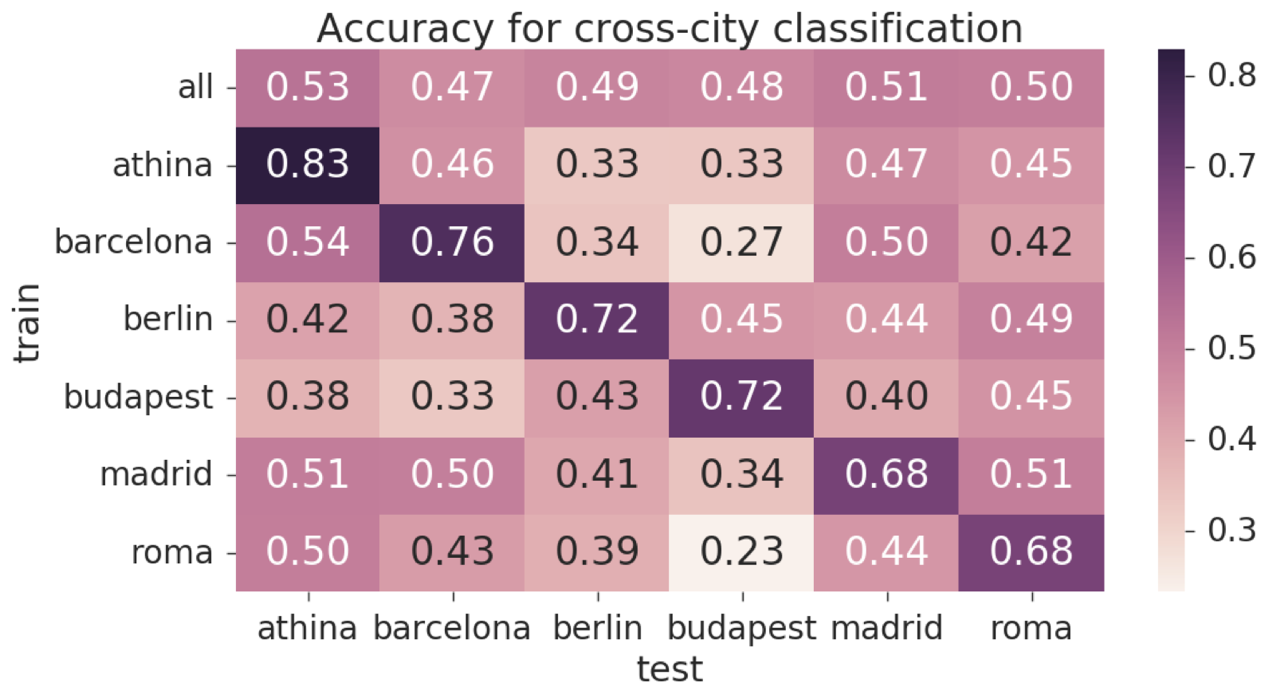 Accuracy for cross-city classification
all 0.53 0.47 0.49 0.48 0.51 0.50
athina 0.83 0.46 0.33 0.33 0.47 0.45
barcelona 0.54 0.76 0.34 0.27 0.50 0.42
berlin 0.42 0.38 0.72 0.45 0.44 0.49
budapest 0.38 0.33 0.43 0.72 0.40 0.45
madrid 0.51 0.50 0.41 0.34 0.68 0.51
roma 0.50 0.43 0.39 0.23 0.44 0.68
train
athina barcelona berlin budapest madrid roma
test
0.8
0.7
0.6
0.5
0.4
0.3